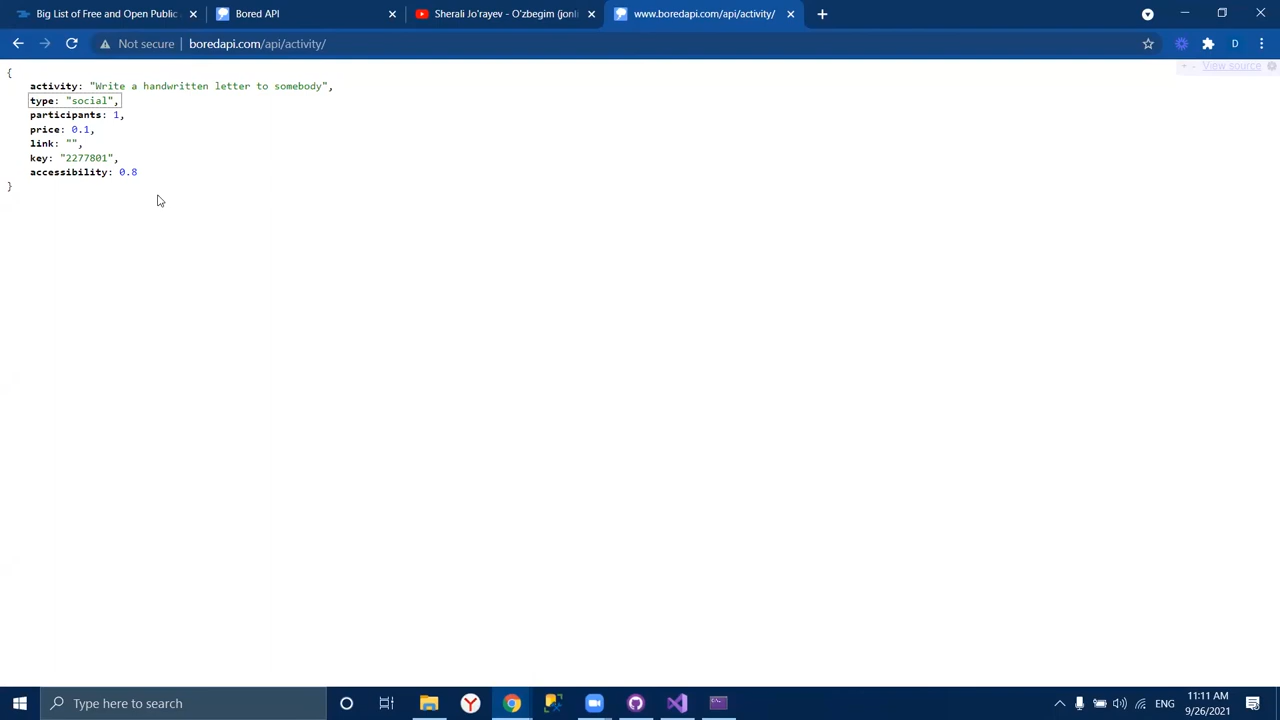 Big List of Free and Open Public
Bored API
Sherali Jo'rayev - O'zbegim (jonli
www.boredapi.com/api/activity/
Not secure
boredapi.com/api/activity/
+ - View source
{
activity: "Write a handwritten letter to somebody",
type: "social",
participants: 1,
price: 0.1,
link: "",
key: "2277801",
accessibility: 0.8
}
D
Type here to search
ENG
11:11 AM
9/26/2021